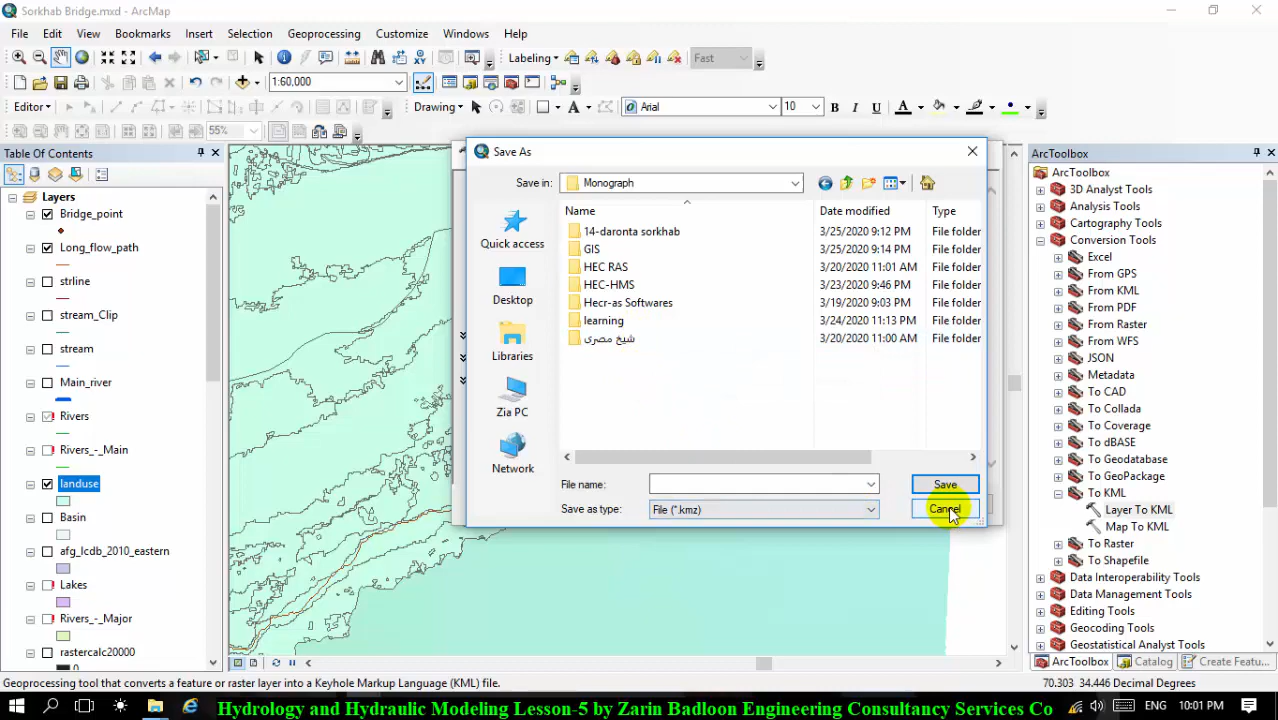 Sorkhab Bridge.mxd - ArcMap
File Edit View Bookmarks Insert Selection Geoprocessing Customize Windows Help
Labeling Fast
1:60,000
Editor Drawing Arial 10 B I U A
55%
Table Of Contents
Layers
Bridge_point
Long_flow_path
strline
stream_Clip
stream
Main_river
Rivers
Rivers_-_Main
landuse
Basin
afg_lcdb_2010_eastern
Lakes
Rivers_-_Major
rastercalc20000
0
Save As
Save in: Monograph
Quick access
Desktop
Libraries
Zia PC
Network
Name Date modified Type
14-daronta sorkhab 3/25/2020 9:12 PM File folder
GIS 3/25/2020 9:14 PM File folder
HEC RAS 3/20/2020 11:01 AM File folder
HEC-HMS 3/23/2020 9:46 PM File folder
Hecr-as Softwares 3/19/2020 9:03 PM File folder
learning 3/24/2020 11:13 PM File folder
شیخ مصری 3/20/2020 11:00 AM File folder
File name: Save
Save as type: File (*.kmz) Cancel
ArcToolbox
ArcToolbox
3D Analyst Tools
Analysis Tools
Cartography Tools
Conversion Tools
Excel
From GPS
From KML
From PDF
From Raster
From WFS
JSON
Metadata
To CAD
To Collada
To Coverage
To dBASE
To Geodatabase
To GeoPackage
To KML
Layer To KML
Map To KML
To Raster
To Shapefile
Data Interoperability Tools
Data Management Tools
Editing Tools
Geocoding Tools
Geostatistical Analyst Tools
ArcToolbox Catalog Create Featu...
Geoprocessing tool that converts a feature or raster layer into a Keyhole Markup Language (KML) file.
70.303 34.446 Decimal Degrees
Hydrology and Hydraulic Modeling Lesson-5 by Zarin Badloon Engineering Consultancy Services Co
ENG 10:01 PM